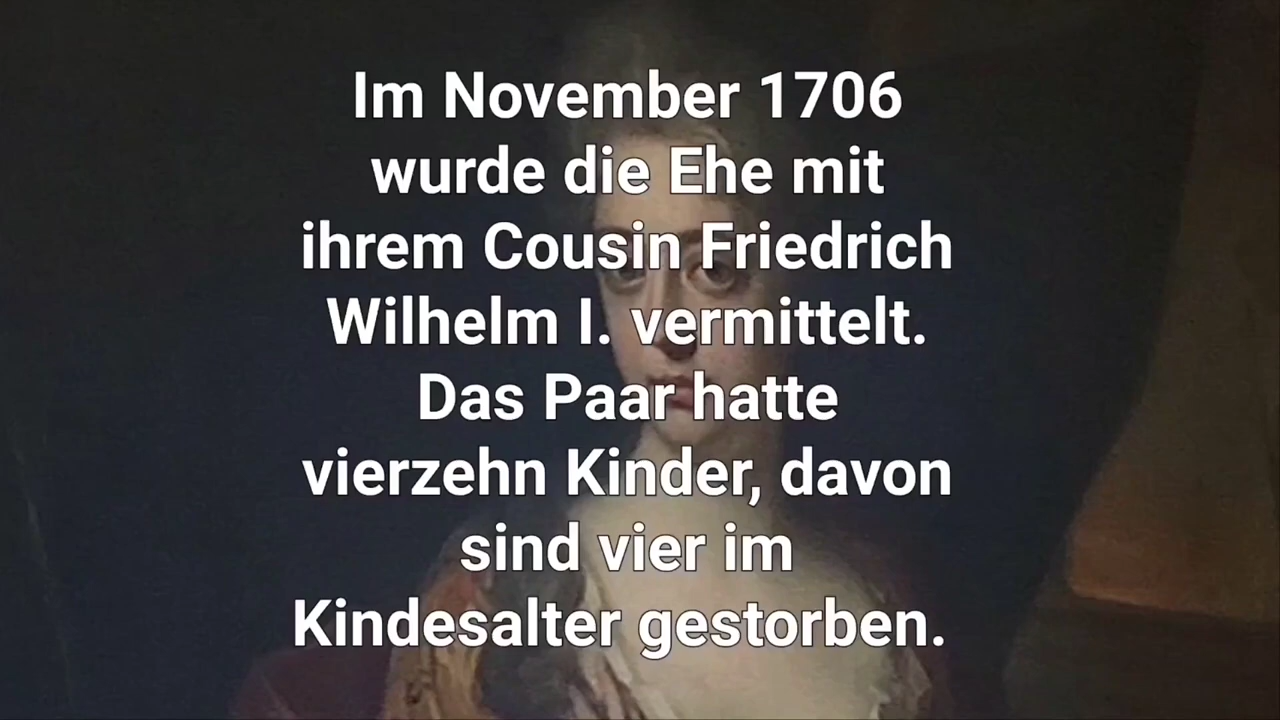 Im November 1706
wurde die Ehe mit
ihrem Cousin Friedrich
Wilhelm I. vermittelt.
Das Paar hatte
vierzehn Kinder, davon
sind vier im
Kindesalter gestorben.